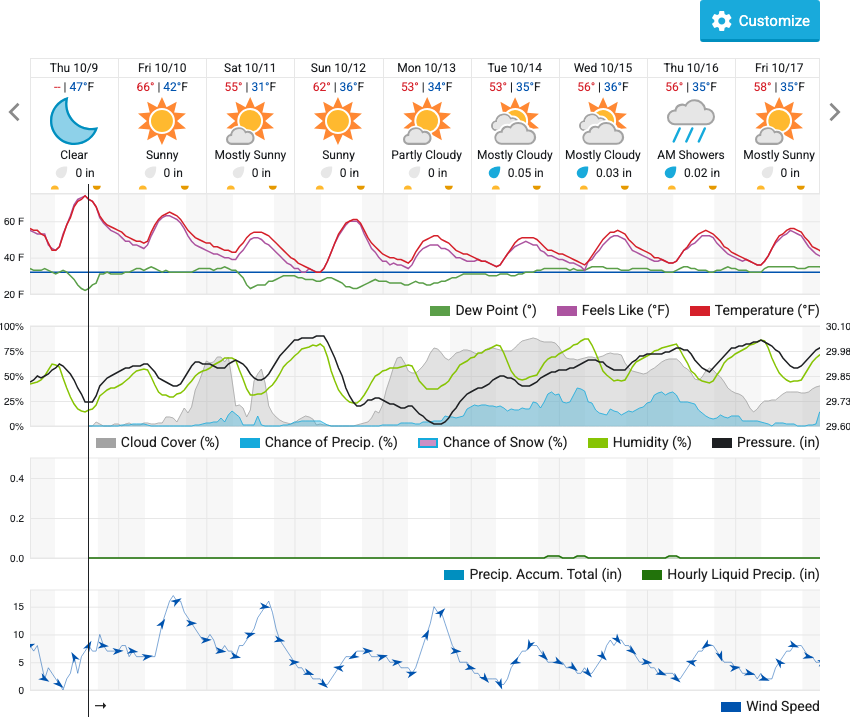 Customize
Thu 10/9 Fri 10/10 Sat 10/11 Sun 10/12 Mon 10/13 Tue 10/14 Wed 10/15 Thu 10/16 Fri 10/17
-- | 47°F 66° | 42°F 55° | 31°F 62° | 36°F 53° | 34°F 53° | 35°F 56° | 36°F 56° | 35°F 58° | 35°F
Clear Sunny Mostly Sunny Sunny Partly Cloudy Mostly Cloudy Mostly Cloudy AM Showers Mostly Sunny
0 in 0 in 0 in 0 in 0 in 0.05 in 0.03 in 0.02 in 0 in
60 F
40 F
20 F
Dew Point (°) Feels Like (°F) Temperature (°F)
100% 30.10
75% 29.98
50% 29.85
25% 29.73
0% 29.60
Cloud Cover (%) Chance of Precip. (%) Chance of Snow (%) Humidity (%) Pressure. (in)
0.4
0.2
0.0
Precip. Accum. Total (in) Hourly Liquid Precip. (in)
15
10
5
0
Wind Speed